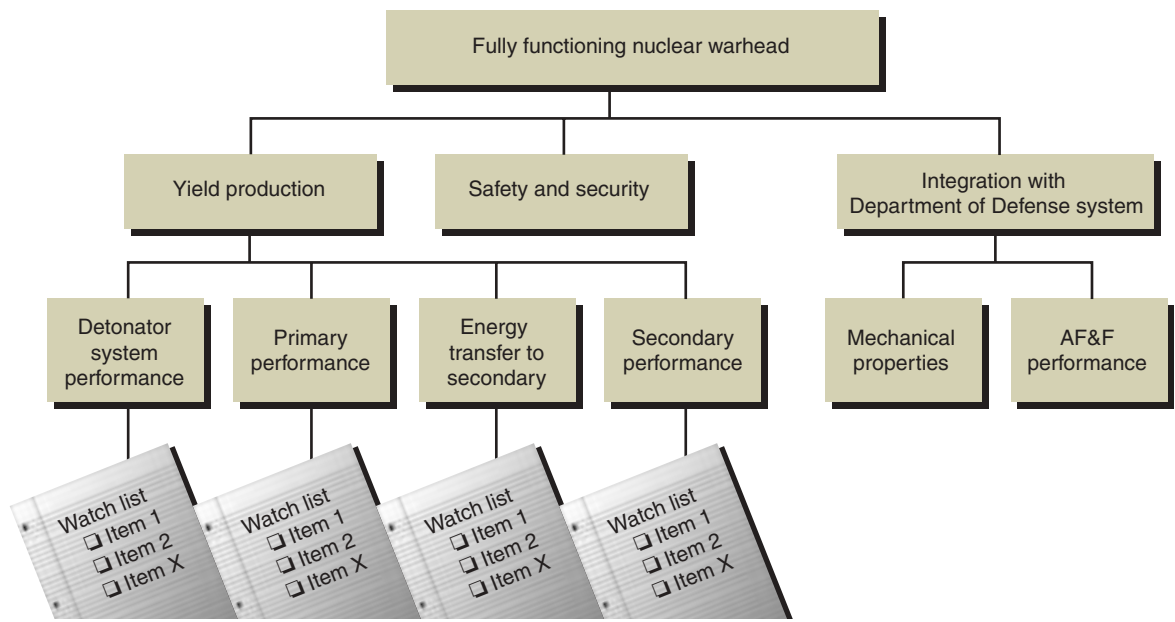 Fully functioning nuclear warhead
Yield production
Safety and security
Integration with
Department of Defense system
Detonator
system
performance
Primary
performance
Energy
transfer to
secondary
Secondary
performance
Mechanical
properties
AF&F
performance
Watch list
❏ Item 1
❏ Item 2
❏ Item X
Watch list
❏ Item 1
❏ Item 2
❏ Item X
Watch list
❏ Item 1
❏ Item 2
❏ Item X
Watch list
❏ Item 1
❏ Item 2
❏ Item X